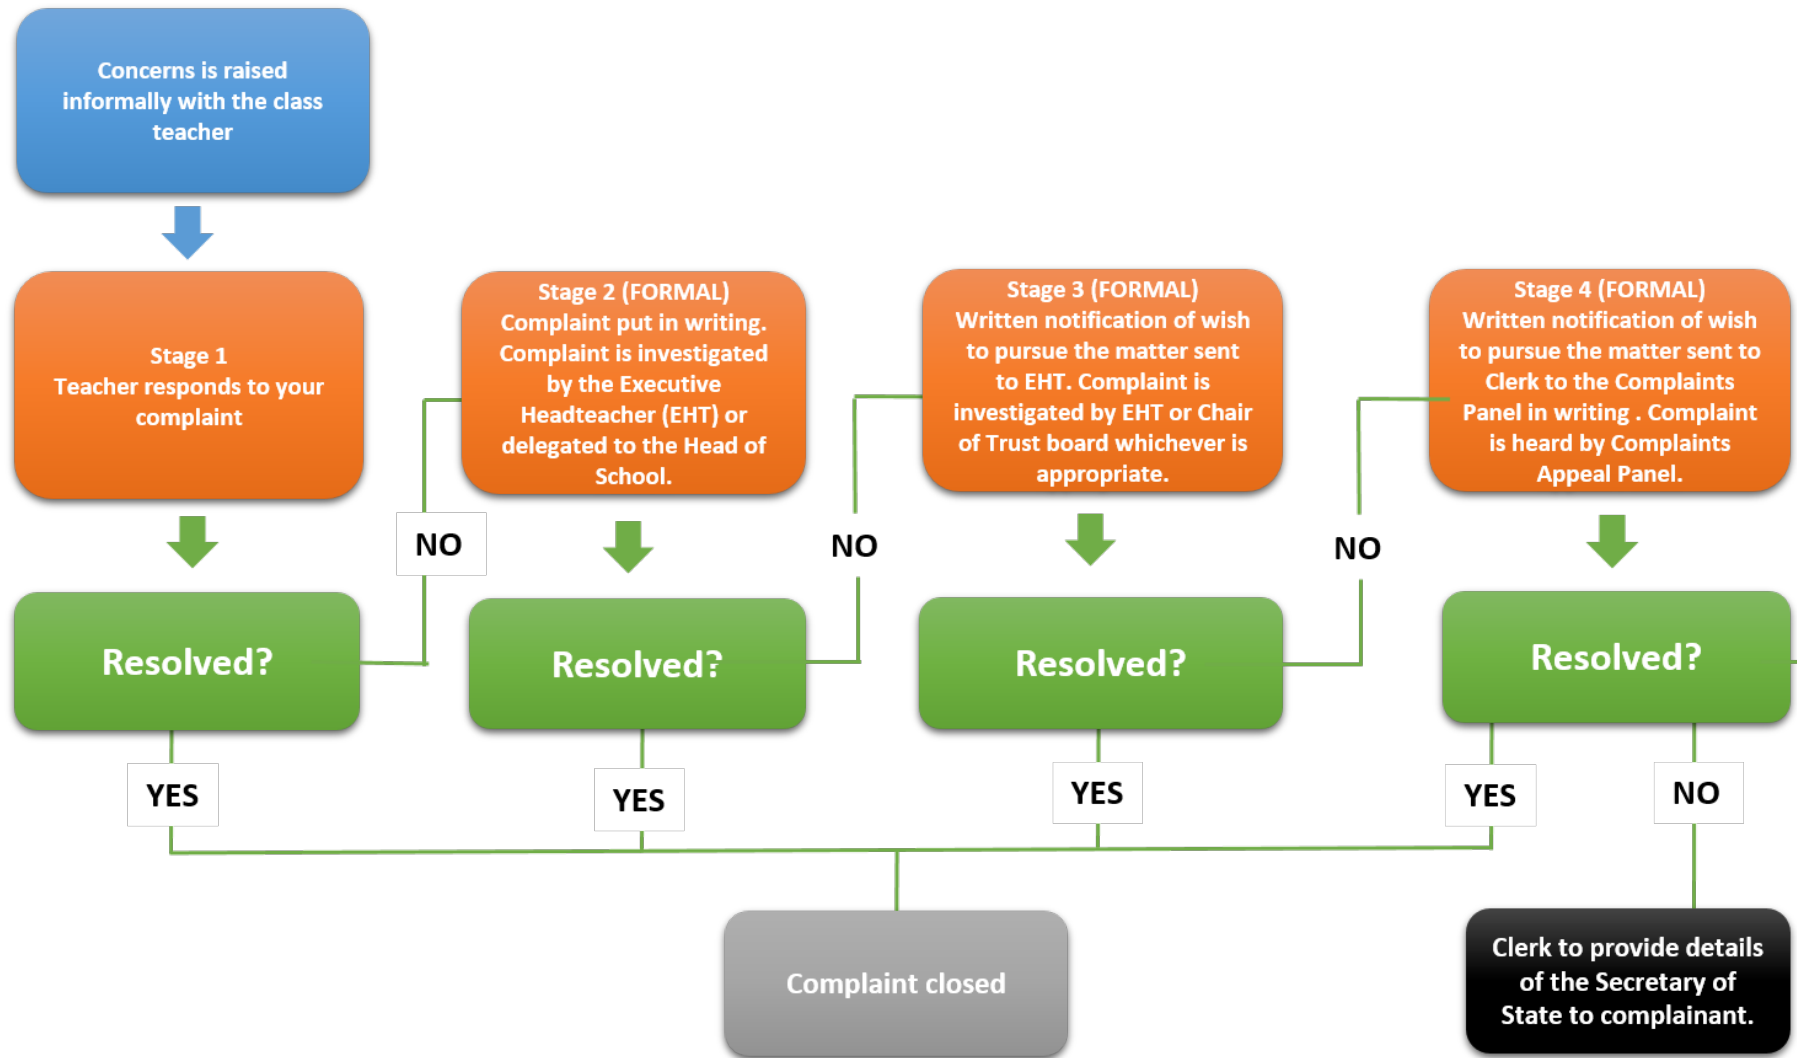 Concerns is raised
informally with the class
teacher
Stage 1
Teacher responds to your
complaint
Stage 2 (FORMAL)
Complaint put in writing.
Complaint is investigated
by the Executive
Headteacher (EHT) or
delegated to the Head of
School.
Stage 3 (FORMAL)
Written notification of wish
to pursue the matter sent
to EHT. Complaint is
investigated by EHT or Chair
of Trust board whichever is
appropriate.
Stage 4 (FORMAL)
Written notification of wish
to pursue the matter sent to
Clerk to the Complaints
Panel in writing . Complaint
is heard by Complaints
Appeal Panel.
NO
NO
NO
Resolved?
Resolved?
Resolved?
Resolved?
YES
YES
YES
YES
NO
Complaint closed
Clerk to provide details
of the Secretary of
State to complainant.